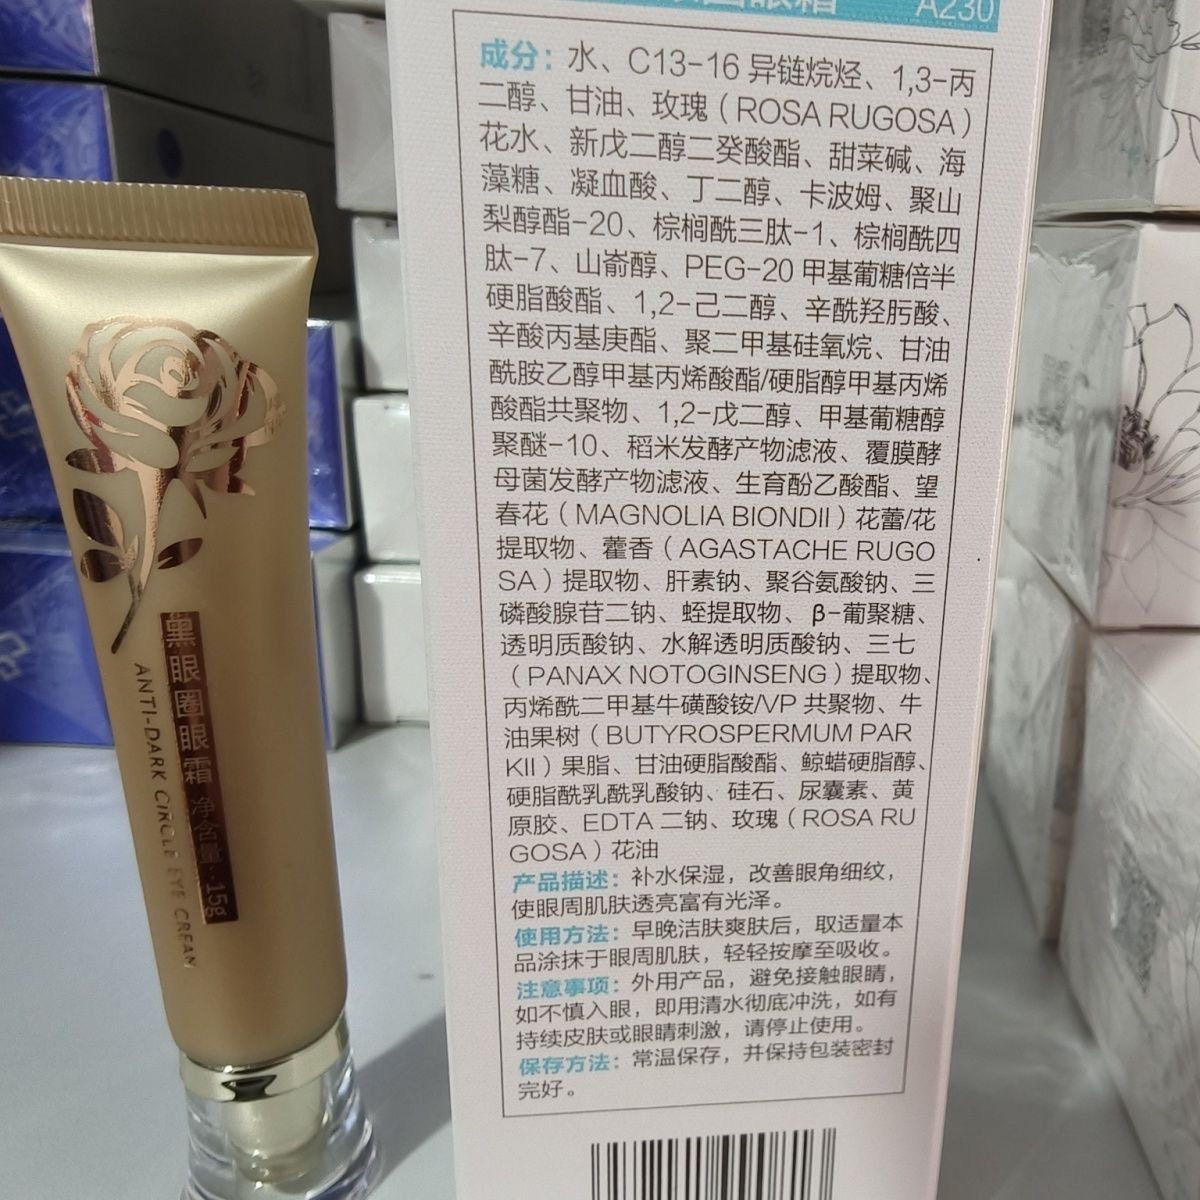 A230
成分：水、C13-16 异链烷烃、1,3-丙
二醇、甘油、玫瑰（ROSA RUGOSA）
花水、新戊二醇二癸酸酯、甜菜碱、海
藻糖、凝血酸、丁二醇、卡波姆、聚山
梨醇酯-20、棕榈酰三肽-1、棕榈酰四
肽-7、山嵛醇、PEG-20 甲基葡糖倍半
硬脂酸酯、1,2-己二醇、辛酰羟肟酸、
辛酸丙基庚酯、聚二甲基硅氧烷、甘油
酰胺乙醇甲基丙烯酸酯/硬脂醇甲基丙烯
酸酯共聚物、1,2-戊二醇、甲基葡糖醇
聚醚-10、稻米发酵产物滤液、覆膜酵
母菌发酵产物滤液、生育酚乙酸酯、望
春花（MAGNOLIA BIONDII）花蕾/花
提取物、藿香（AGASTACHE RUGO
SA）提取物、肝素钠、聚谷氨酸钠、三
磷酸腺苷二钠、蛭提取物、β-葡聚糖、
透明质酸钠、水解透明质酸钠、三七
（PANAX NOTOGINSENG）提取物、
丙烯酰二甲基牛磺酸铵/VP 共聚物、牛
油果树（BUTYROSPERMUM PAR
KII）果脂、甘油硬脂酸酯、鲸蜡硬脂醇、
硬脂酰乳酰乳酸钠、硅石、尿囊素、黄
原胶、EDTA 二钠、玫瑰（ROSA RU
GOSA）花油
产品描述：补水保湿，改善眼角细纹，
使眼周肌肤透亮富有光泽。
使用方法：早晚洁肤爽肤后，取适量本
品涂抹于眼周肌肤，轻轻按摩至吸收。
注意事项：外用产品，避免接触眼睛，
如不慎入眼，即用清水彻底冲洗，如有
持续皮肤或眼睛刺激，请停止使用。
保存方法：常温保存，并保持包装密封
完好。
黑眼圈眼霜 净含量：15g
ANTI-DARK CIRCLE EYE CREAM